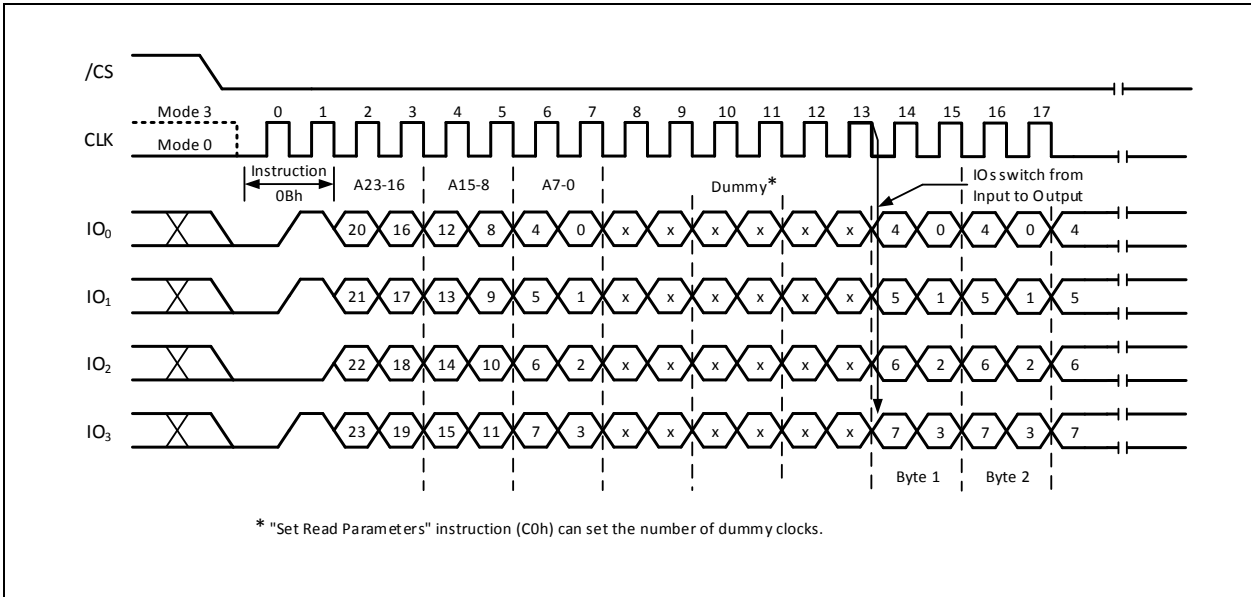 /CS
Mode 3 0 1 2 3 4 5 6 7 8 9 10 11 12 13 14 15 16 17
CLK Mode 0
Instruction
0Bh A23-16 A15-8 A7-0 Dummy* IOs switch from
Input to Output
IO0 20 16 12 8 4 0 x x x x x x 4 0 4 0 4
IO1 21 17 13 9 5 1 x x x x x x 5 1 5 1 5
IO2 22 18 14 10 6 2 x x x x x x 6 2 6 2 6
IO3 23 19 15 11 7 3 x x x x x x 7 3 7 3 7
Byte 1 Byte 2
* "Set Read Parameters" instruction (C0h) can set the number of dummy clocks.